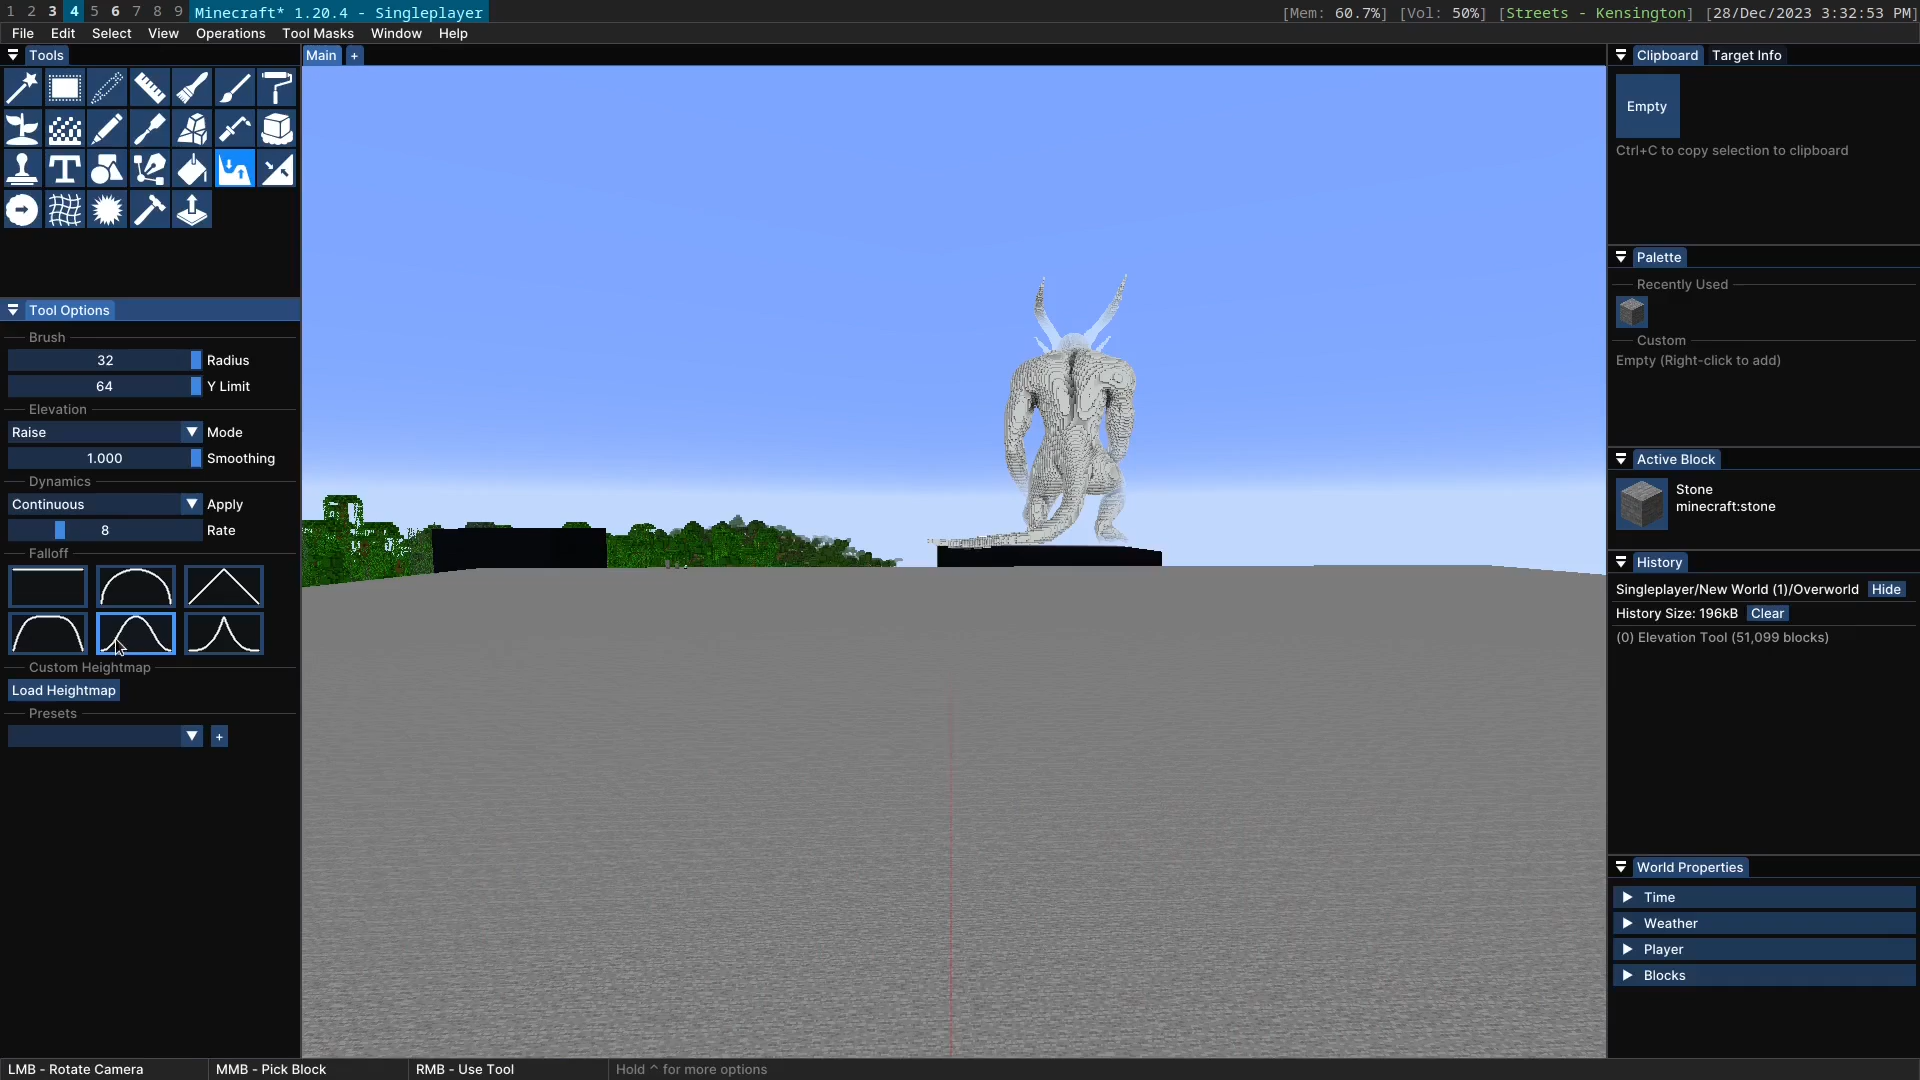 1 2 3 4 5 6 7 8 9 Minecraft* 1.20.4 - Singleplayer [Mem: 60.7%] [Vol: 50%] [Streets - Kensington] [28/Dec/2023 3:32:53 PM]
File Edit Select View Operations Tool Masks Window Help
Tools
Main +
Clipboard Target Info
Empty
Ctrl+C to copy selection to clipboard
Palette
Recently Used
Custom
Empty (Right-click to add)
Active Block
Stone
minecraft:stone
History
Singleplayer/New World (1)/Overworld Hide
History Size: 196kB Clear
(0) Elevation Tool (51,099 blocks)
World Properties
Time
Weather
Player
Blocks
Tool Options
Brush
32 Radius
64 Y Limit
Elevation
Raise Mode
1.000 Smoothing
Dynamics
Continuous Apply
8 Rate
Falloff
Custom Heightmap
Load Heightmap
Presets
+
LMB - Rotate Camera MMB - Pick Block RMB - Use Tool Hold ^ for more options